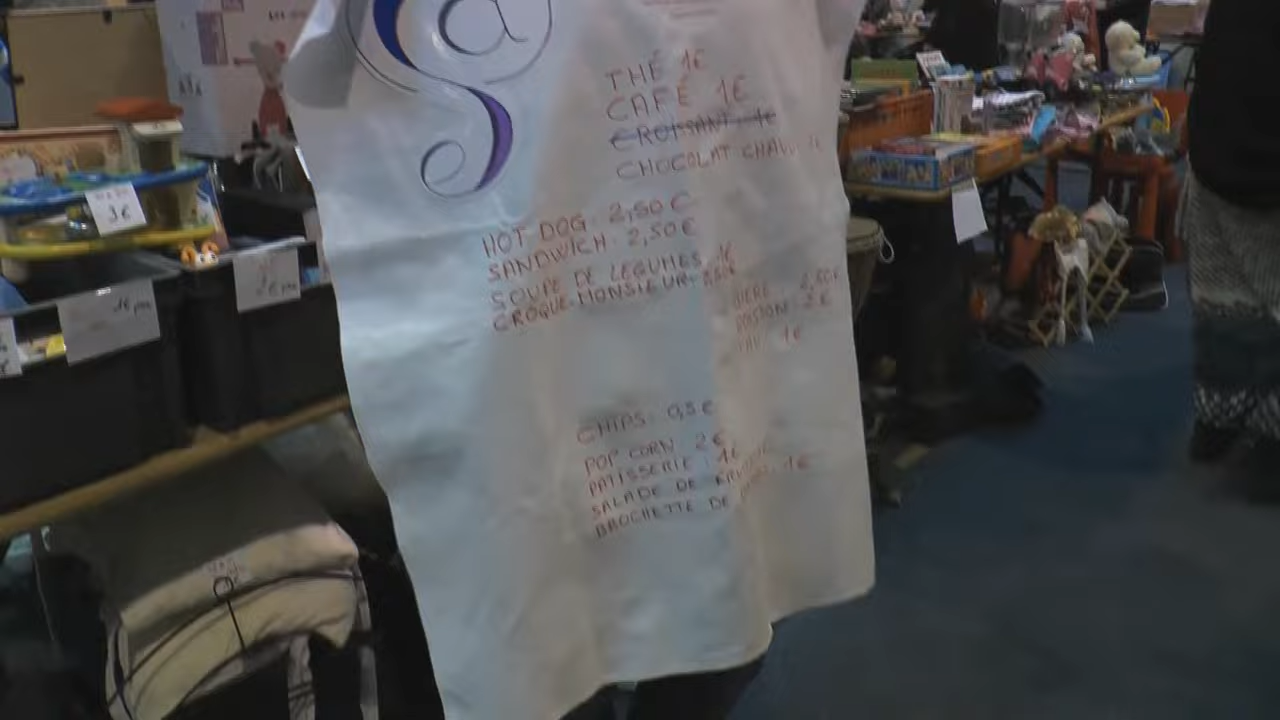 THÉ 1€
CAFÉ 1€
CROISSANT 1€
CHOCOLAT CHAUD
HOT DOG : 2,50€
SANDWICH : 2,50€
SOUPE DE LEGUMES 1€
CROQUE-MONSIEUR
BIERE 2,50€
2€
1€
CHIPS : 0,5€
POP CORN : 2€
PATISSERIE : 1€
SALADE DE
BROCHETTE DE 1€
3€